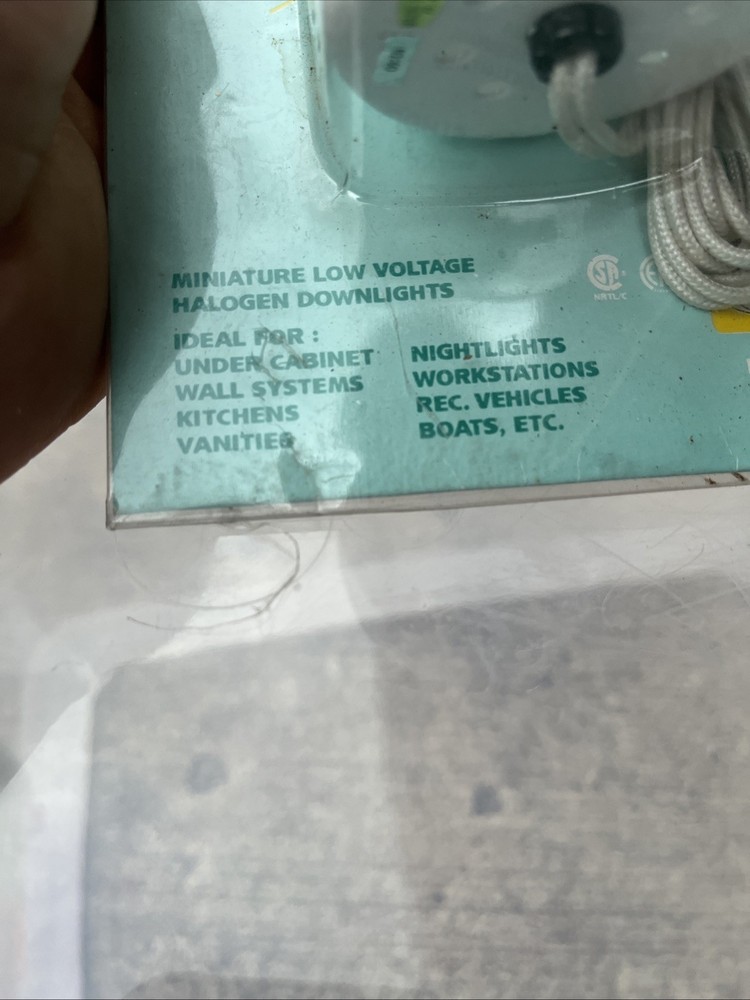 MINIATURE LOW VOLTAGE
HALOGEN DOWNLIGHTS
IDEAL FOR :
UNDER CABINET
WALL SYSTEMS
KITCHENS
VANITIES
NIGHTLIGHTS
WORKSTATIONS
REC. VEHICLES
BOATS, ETC.
NRTL/C